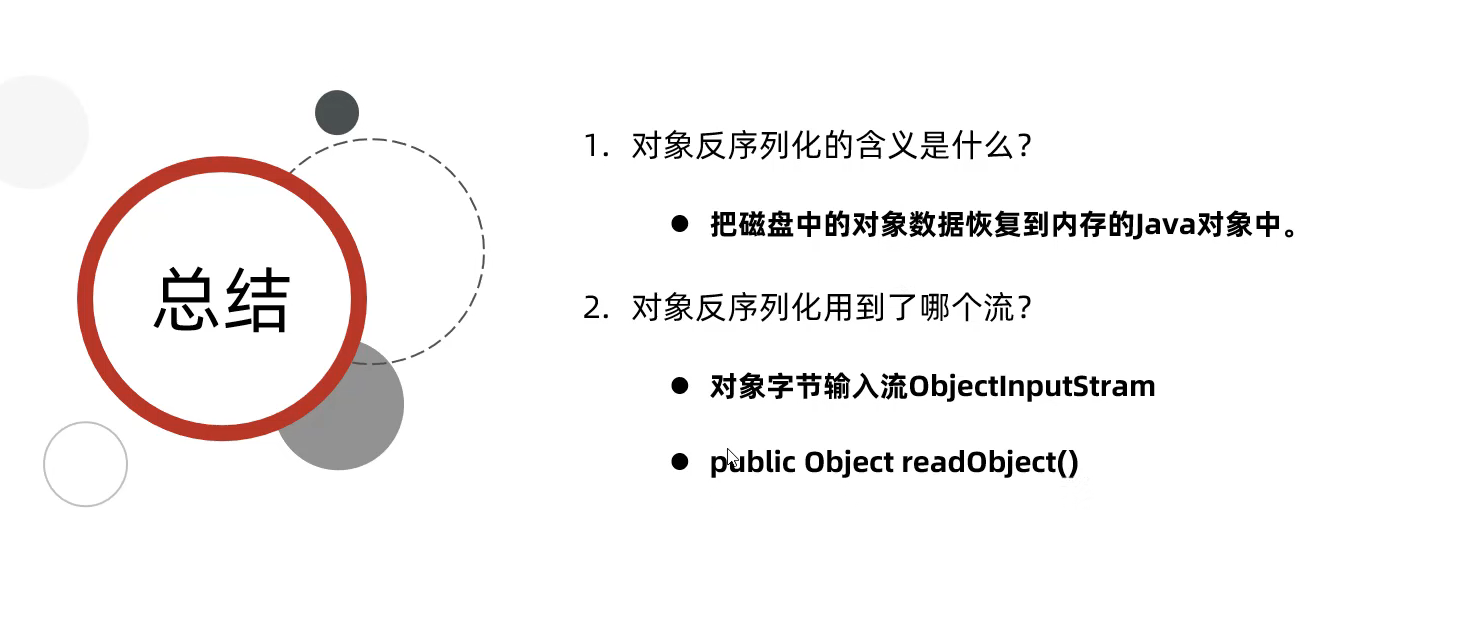 总结
1. 对象反序列化的含义是什么？
● 把磁盘中的对象数据恢复到内存的Java对象中。
2. 对象反序列化用到了哪个流？
● 对象字节输入流ObjectInputStram
● public Object readObject()